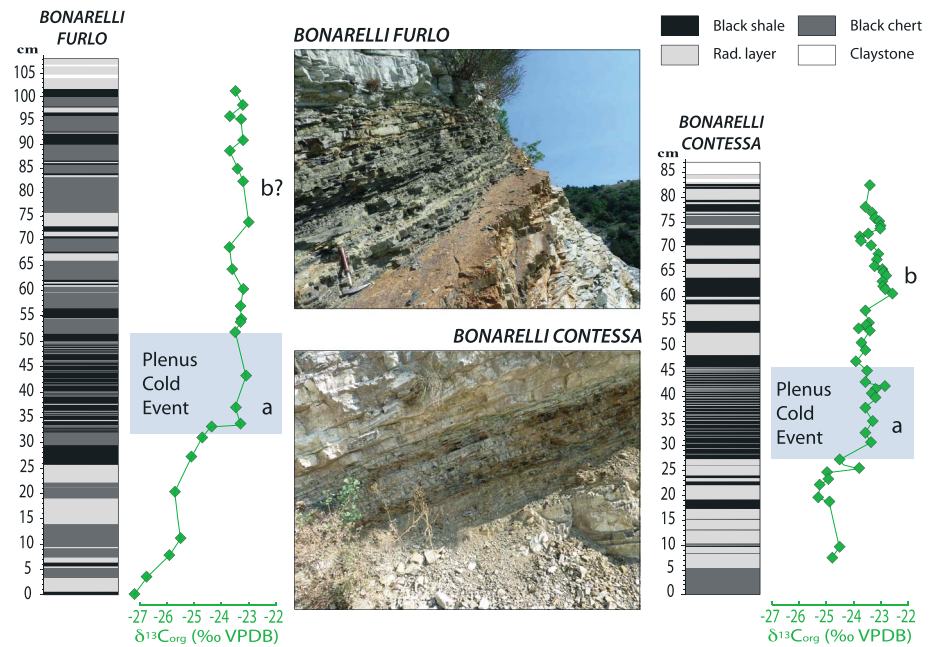 BONARELLI
FURLO
cm
105
100
95
90
85
80
75
70
65
60
55
50
45
40
35
30
25
20
15
10
5
0
b?
Plenus
Cold
Event
a
-27 -26 -25 -24 -23 -22
δ¹³Corg (‰ VPDB)
BONARELLI FURLO
BONARELLI CONTESSA
Black shale
Black chert
Rad. layer
Claystone
BONARELLI
CONTESSA
cm
85
80
75
70
65
60
55
50
45
40
35
30
25
20
15
10
5
0
b
Plenus
Cold
Event
a
-27 -26 -25 -24 -23 -22
δ¹³Corg (‰ VPDB)